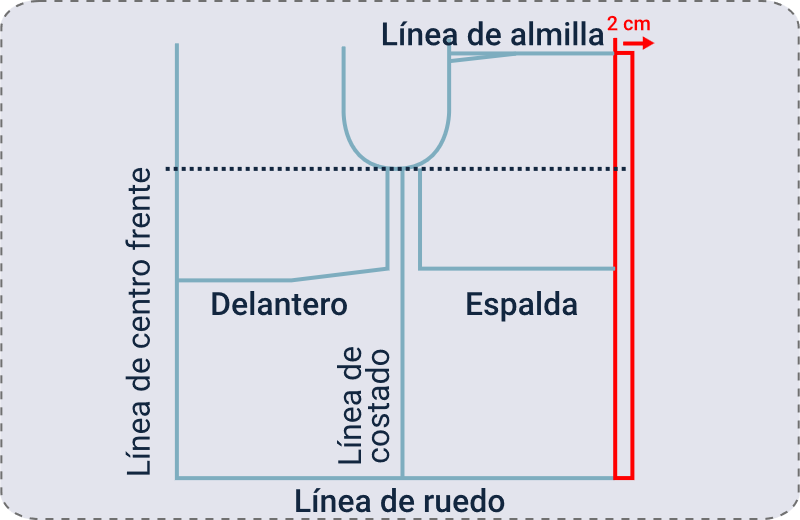 Línea de almilla
2 cm
Línea de centro frente
Delantero
Espalda
Línea de
costado
Línea de ruedo